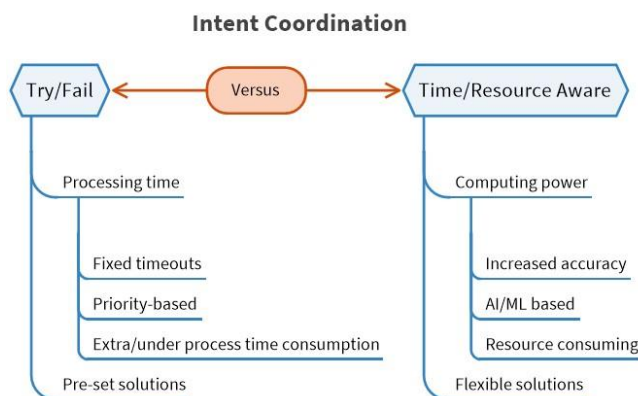 Intent Coordination
Try/Fail
Versus
Time/Resource Aware
Processing time
Fixed timeouts
Priority-based
Extra/under process time consumption
Pre-set solutions
Computing power
Increased accuracy
AI/ML based
Resource consuming
Flexible solutions